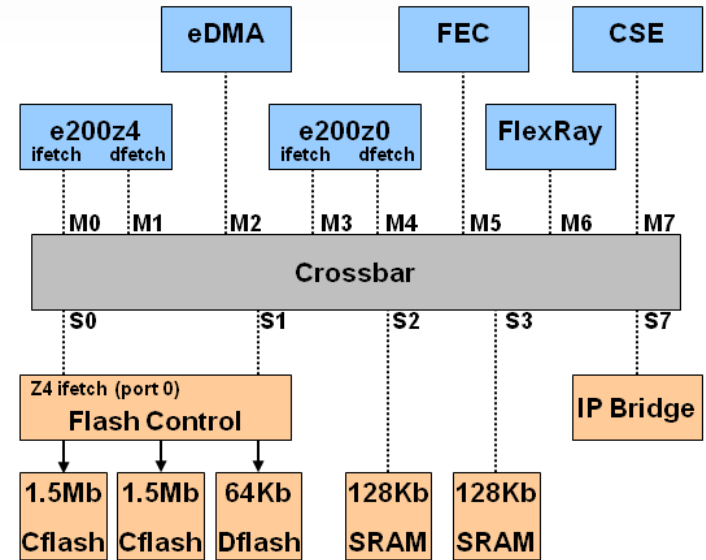 eDMA
FEC
CSE
e200z4
ifetch dfetch
e200z0
ifetch dfetch
FlexRay
M0 M1 M2 M3 M4 M5 M6 M7
Crossbar
S0 S1 S2 S3 S7
Z4 ifetch (port 0)
Flash Control
IP Bridge
1.5Mb
Cflash
1.5Mb
Cflash
64Kb
Dflash
128Kb
SRAM
128Kb
SRAM